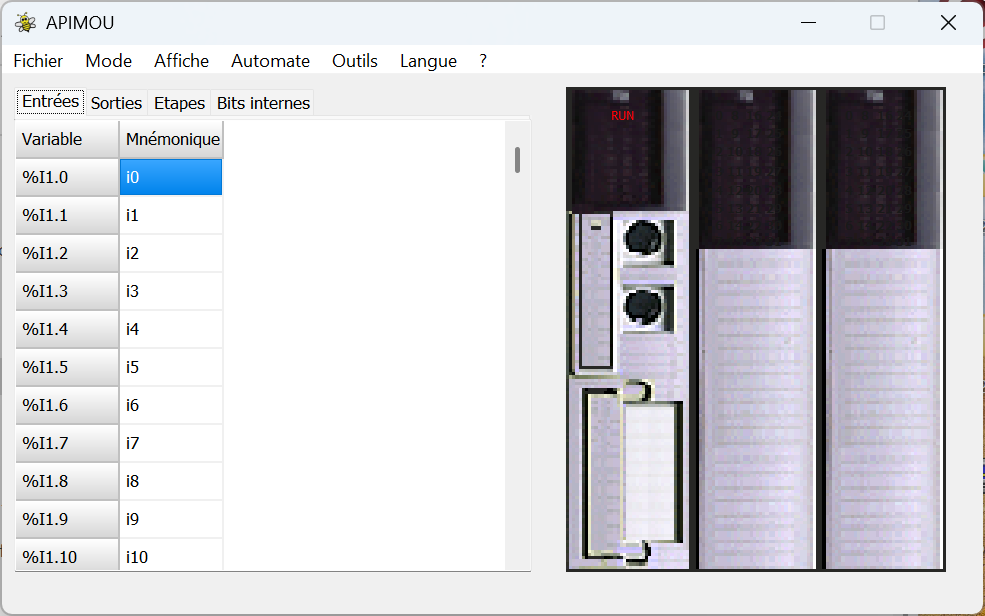 APIMOU
Fichier Mode Affiche Automate Outils Langue ?
Entrées Sorties Etapes Bits internes
Variable Mnémonique
%I1.0 i0
%I1.1 i1
%I1.2 i2
%I1.3 i3
%I1.4 i4
%I1.5 i5
%I1.6 i6
%I1.7 i7
%I1.8 i8
%I1.9 i9
%I1.10 i10
RUN